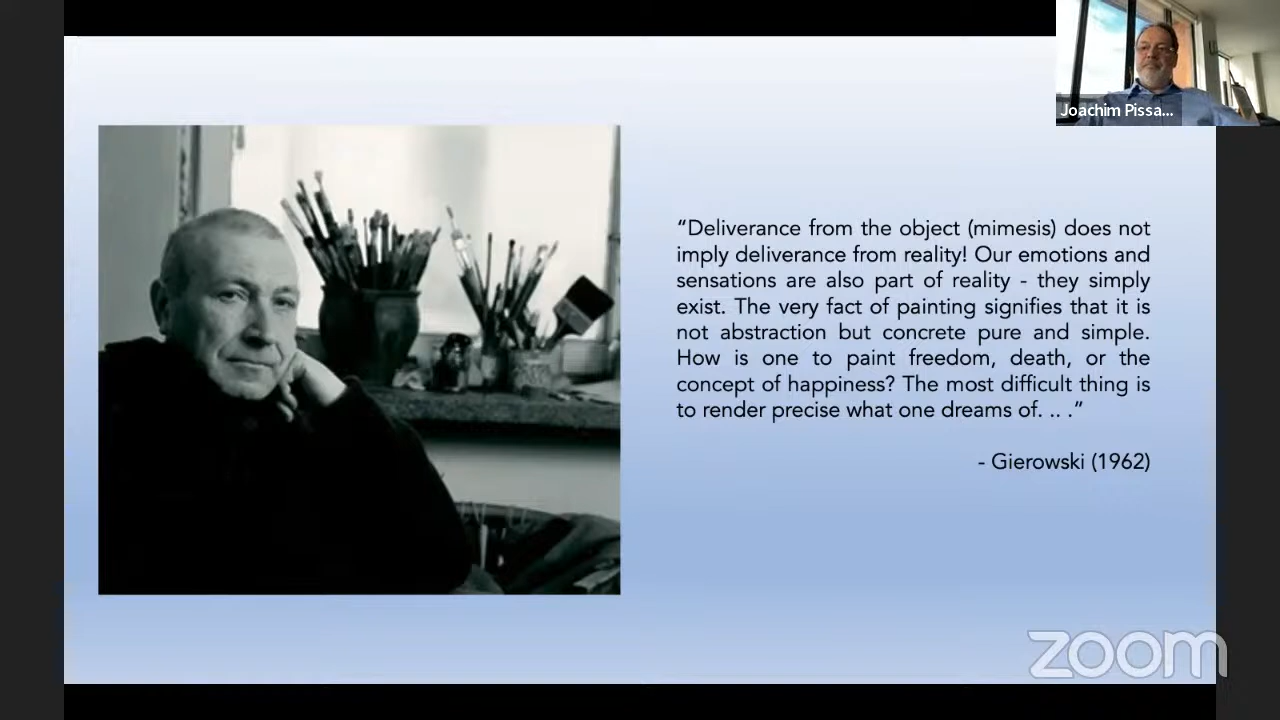 Joachim Pissa...
“Deliverance from the object (mimesis) does not
imply deliverance from reality! Our emotions and
sensations are also part of reality - they simply
exist. The very fact of painting signifies that it is
not abstraction but concrete pure and simple.
How is one to paint freedom, death, or the
concept of happiness? The most difficult thing is
to render precise what one dreams of. .. .”
- Gierowski (1962)
zoom